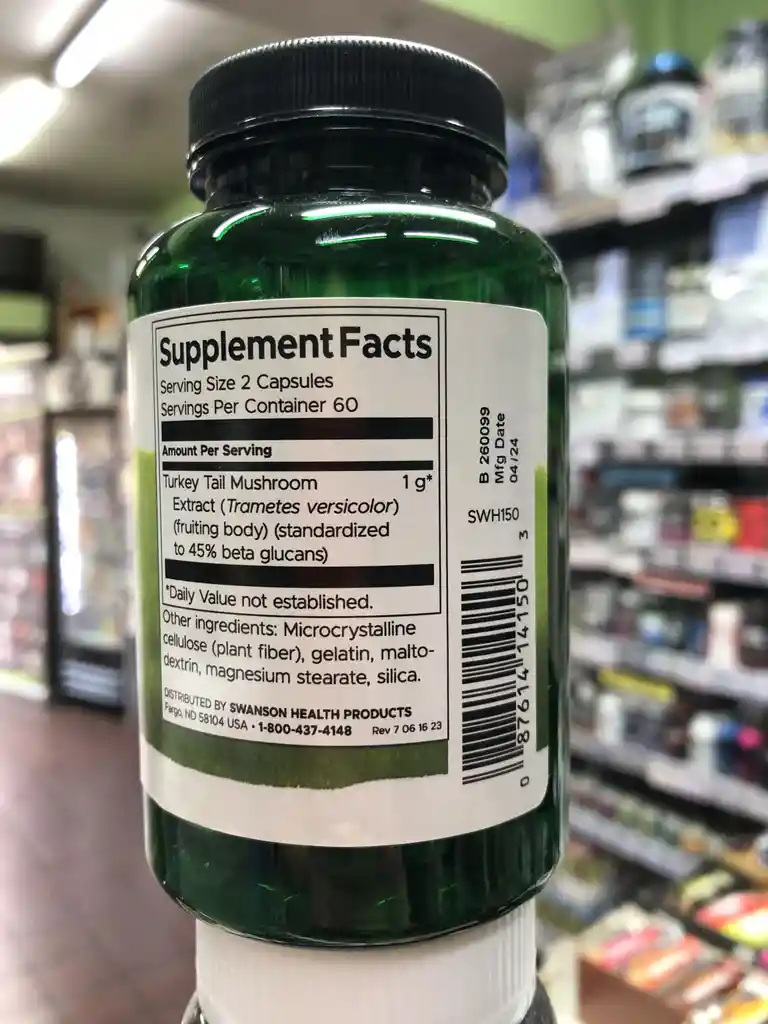 Supplement Facts
Serving Size 2 Capsules
Servings Per Container 60
Amount Per Serving
Turkey Tail Mushroom 1 g*
Extract (Trametes versicolor)
(fruiting body) (standardized
to 45% beta glucans)
*Daily Value not established.
Other ingredients: Microcrystalline
cellulose (plant fiber), gelatin, malto-
dextrin, magnesium stearate, silica.
DISTRIBUTED BY SWANSON HEALTH PRODUCTS
Fargo, ND 58104 USA • 1-800-437-4148 Rev 7 06 16 23
B 260099
Mfg Date
04/24
SWH150
0 87614 14150 3